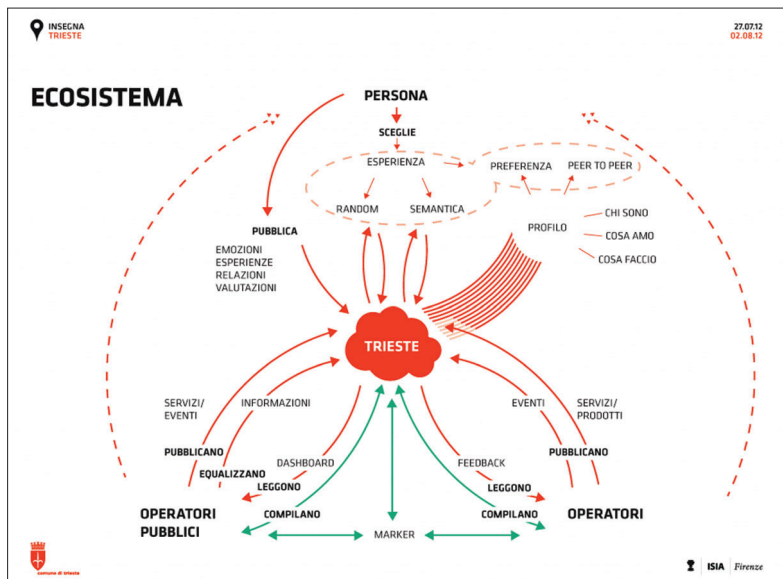 INSEGNA
TRIESTE
27.07.12
02.08.12
ECOSISTEMA
PERSONA
SCEGLIE
ESPERIENZA
PREFERENZA
PEER TO PEER
RANDOM
SEMANTICA
PROFILO
CHI SONO
COSA AMO
COSA FACCIO
PUBBLICA
EMOZIONI
ESPERIENZE
RELAZIONI
VALUTAZIONI
TRIESTE
SERVIZI/
EVENTI
INFORMAZIONI
EVENTI
SERVIZI/
PRODOTTI
PUBBLICANO
EQUALIZZANO
LEGGONO
DASHBOARD
FEEDBACK
PUBBLICANO
LEGGONO
OPERATORI
PUBBLICI
COMPILANO
MARKER
COMPILANO
OPERATORI
comune di trieste
ISIA
Firenze